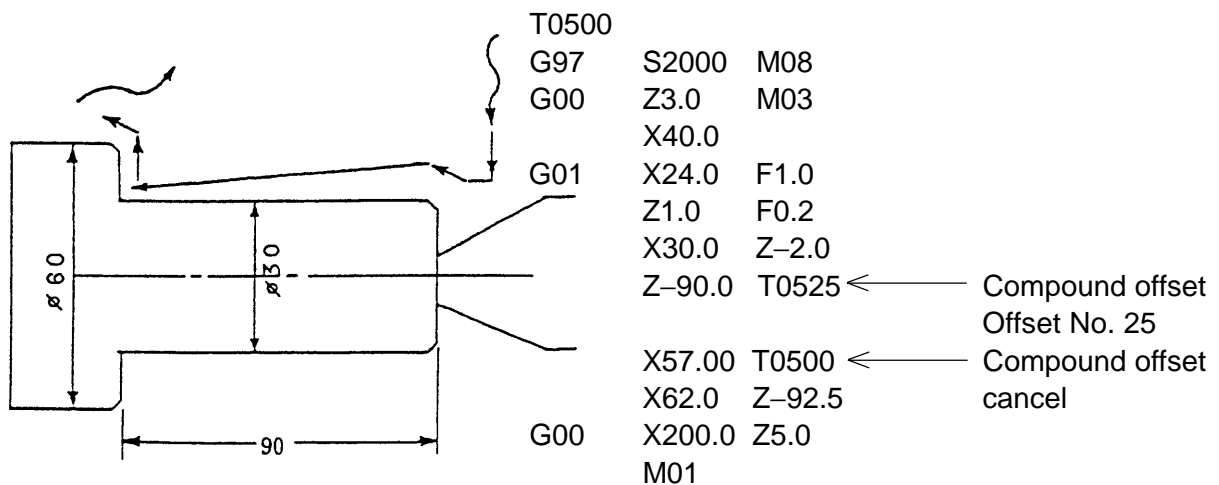 T0500
G97 S2000 M08
G00 Z3.0 M03
X40.0
G01 X24.0 F1.0
Z1.0 F0.2
X30.0 Z–2.0
Z–90.0 T0525 Compound offset
Offset No. 25
X57.00 T0500 Compound offset
X62.0 Z–92.5 cancel
G00 X200.0 Z5.0
M01
ø 60
ø 30
90